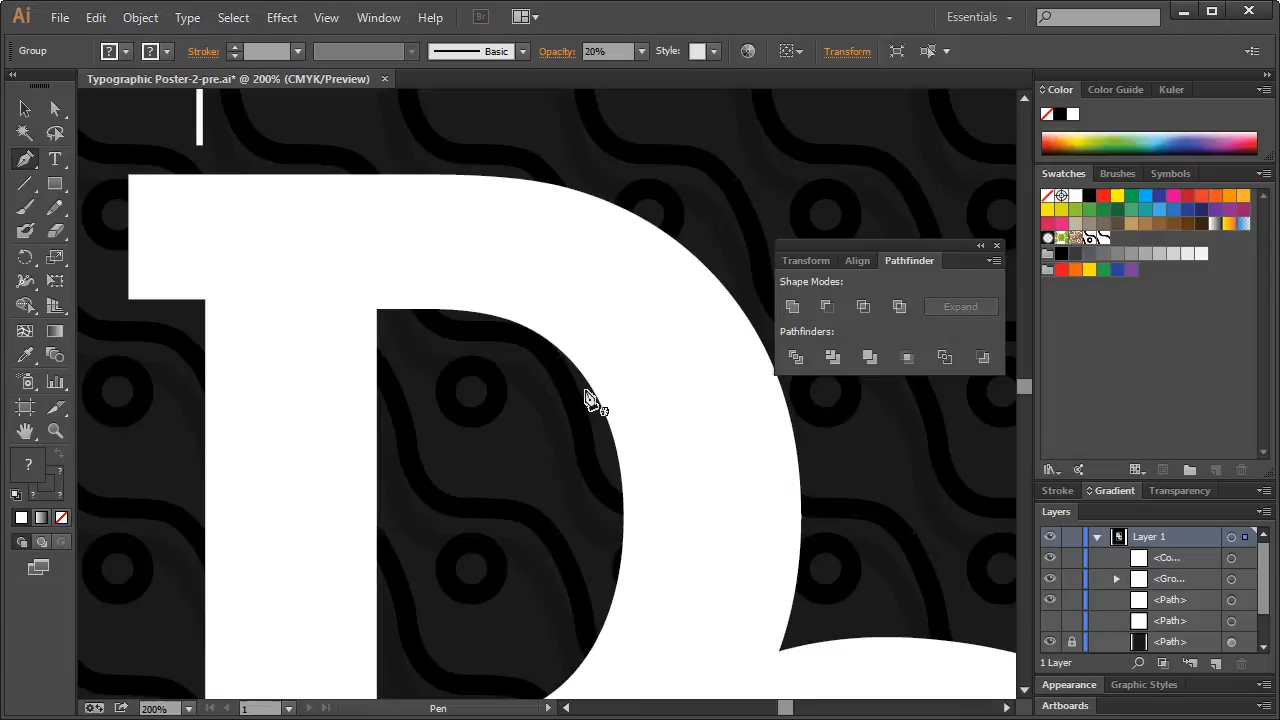 Ai File Edit Object Type Select Effect View Window Help Br Essentials
Group ? ? Stroke: Basic Opacity: 20% Style: Transform
Typographic Poster-2-pre.ai* @ 200% (CMYK/Preview) ×
Color Color Guide Kuler
Swatches Brushes Symbols
Transform Align Pathfinder
Shape Modes:
Expand
Pathfinders:
?
?
? ?
Stroke Gradient Transparency
Layers
Layer 1
<Co...
<Gro...
<Path>
<Path>
<Path>
1 Layer
Appearance Graphic Styles
Artboards
200% 1 Pen